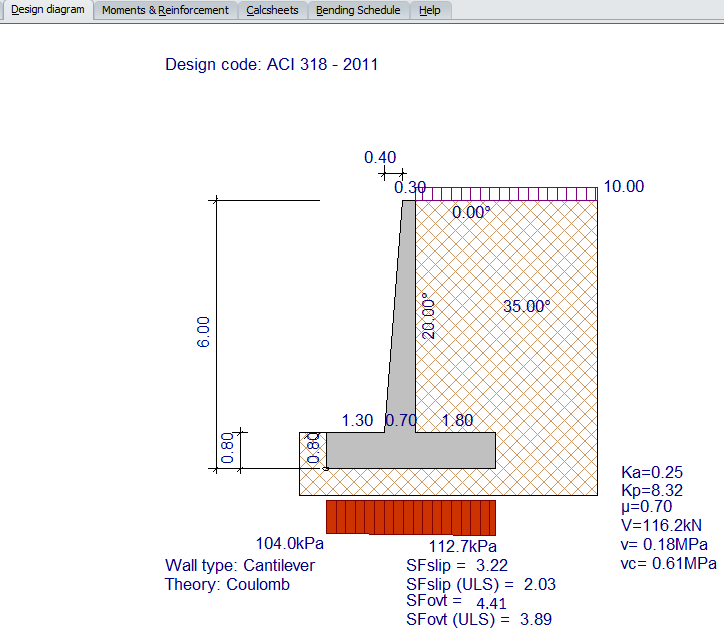 Design diagram Moments & Reinforcement Calcsheets Bending Schedule Help
Design code: ACI 318 - 2011
0.40
0.30
10.00
0.00°
6.00
20.00°
35.00°
1.30 0.70 1.80
0.80
0.80
Ka=0.25
Kp=8.32
µ=0.70
V=116.2kN
v= 0.18MPa
vc= 0.61MPa
104.0kPa
112.7kPa
Wall type: Cantilever
Theory: Coulomb
SFslip = 3.22
SFslip (ULS) = 2.03
SFovt = 4.41
SFovt (ULS) = 3.89